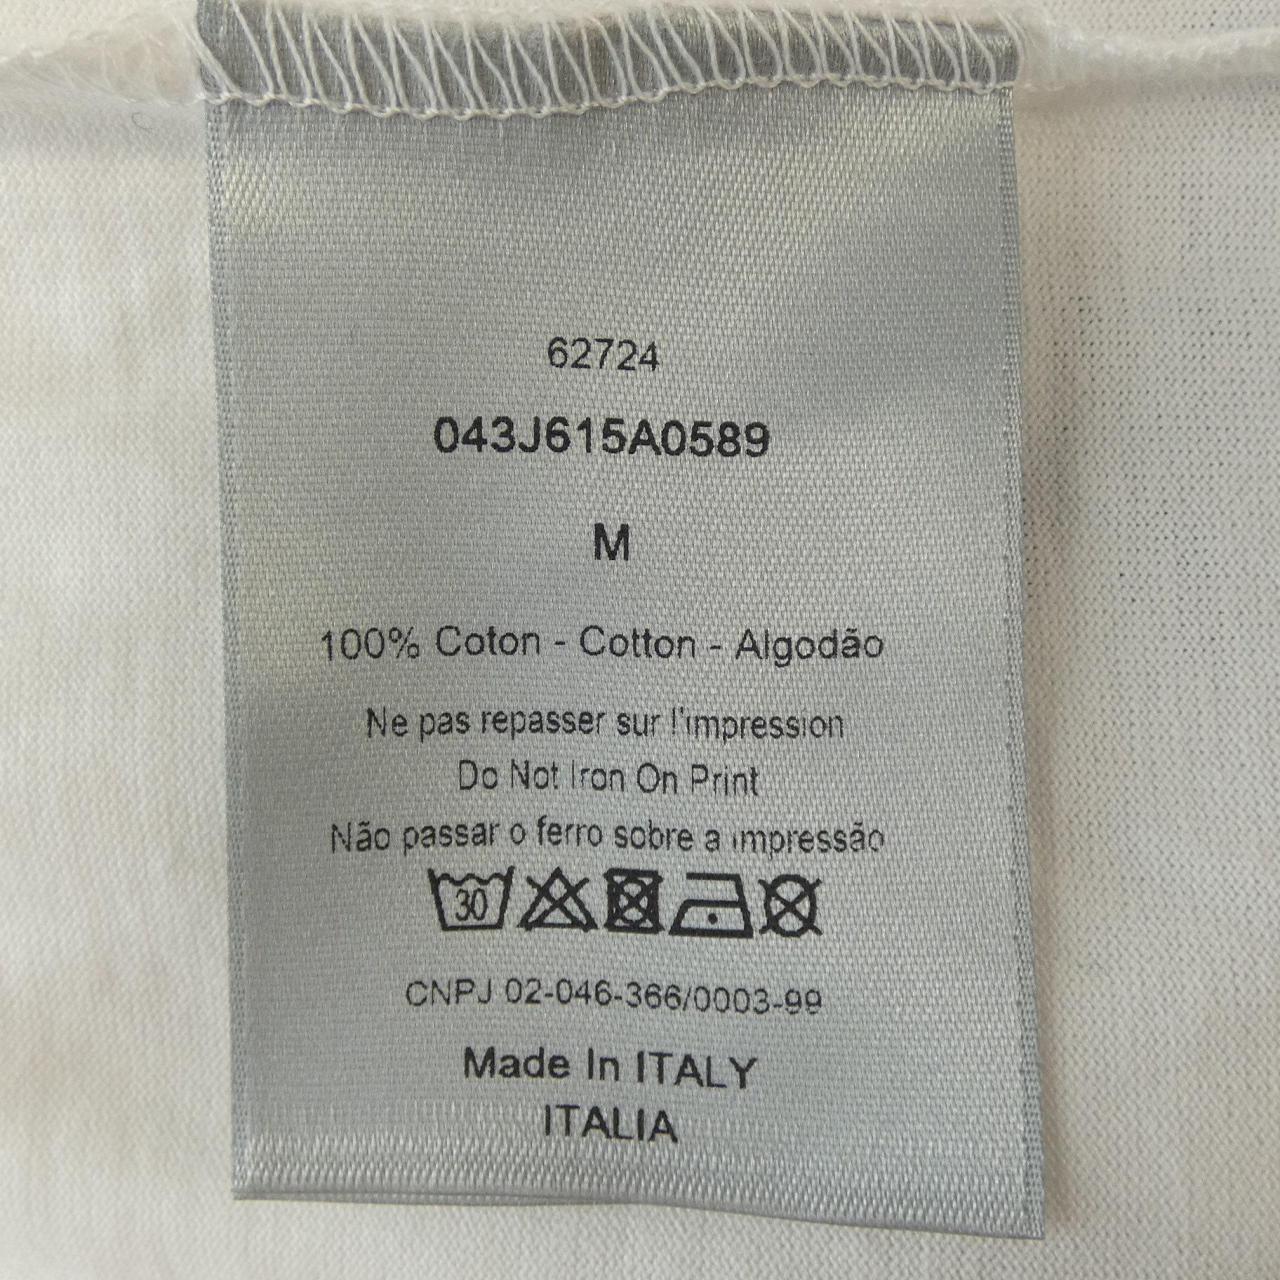 62724
043J615A0589
M
100% Coton - Cotton - Algodão
Ne pas repasser sur l'impression
Do Not Iron On Print
Não passar o ferro sobre a impressão
30
CNPJ 02-046-366/0003-99
Made In ITALY
ITALIA